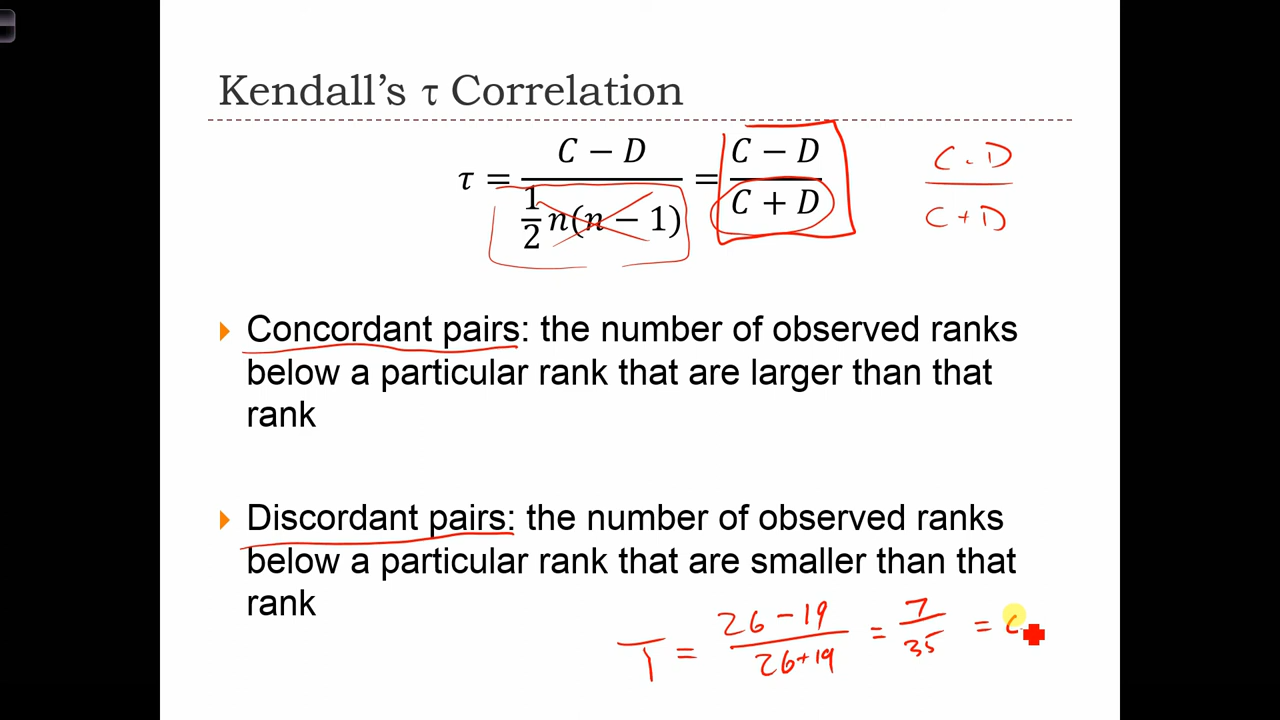 Kendall's τ Correlation
τ = C − D / ½n(n − 1) = C − D / C + D
C - D / C + D
Concordant pairs: the number of observed ranks
below a particular rank that are larger than that
rank
Discordant pairs: the number of observed ranks
below a particular rank that are smaller than that
rank
τ = 26 - 19 / 26+19 = 7 / 35 =